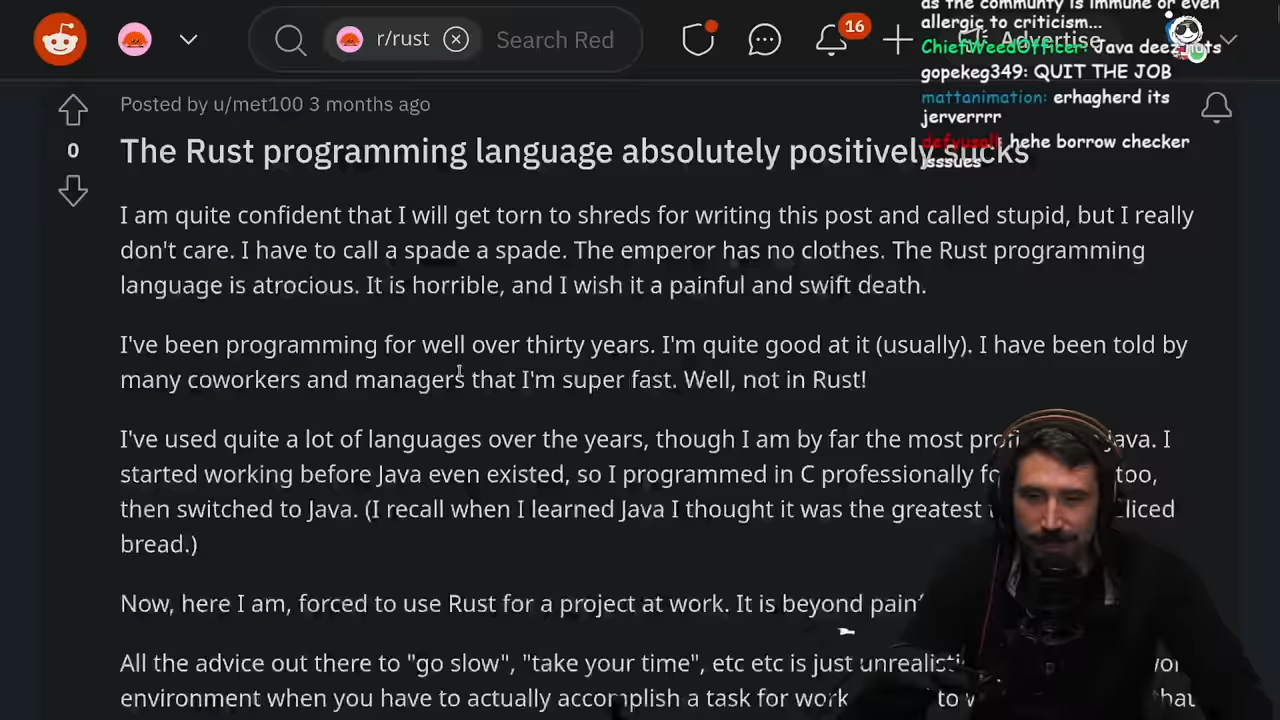 r/rust
Search Red
16
Advertise
as the communty is immune or even
allergic to criticism...
ChiefWeedOfficer: Java deez nuts
gopekeg349: QUIT THE JOB
mattanimation: erhagherd its
jerverrrr
hehe borrow checker
isssues
Posted by u/met100 3 months ago
0
The Rust programming language absolutely positively sucks
I am quite confident that I will get torn to shreds for writing this post and called stupid, but I really
don't care. I have to call a spade a spade. The emperor has no clothes. The Rust programming
language is atrocious. It is horrible, and I wish it a painful and swift death.
I've been programming for well over thirty years. I'm quite good at it (usually). I have been told by
many coworkers and managers that I'm super fast. Well, not in Rust!
I've used quite a lot of languages over the years, though I am by far the most Java. I
started working before Java even existed, so I programmed in C professionally too,
then switched to Java. (I recall when I learned Java I thought it was the greatest sliced
bread.)
Now, here I am, forced to use Rust for a project at work. It is beyond
All the advice out there to "go slow", "take your time", etc etc is just
environment when you have to actually accomplish a task for work to that